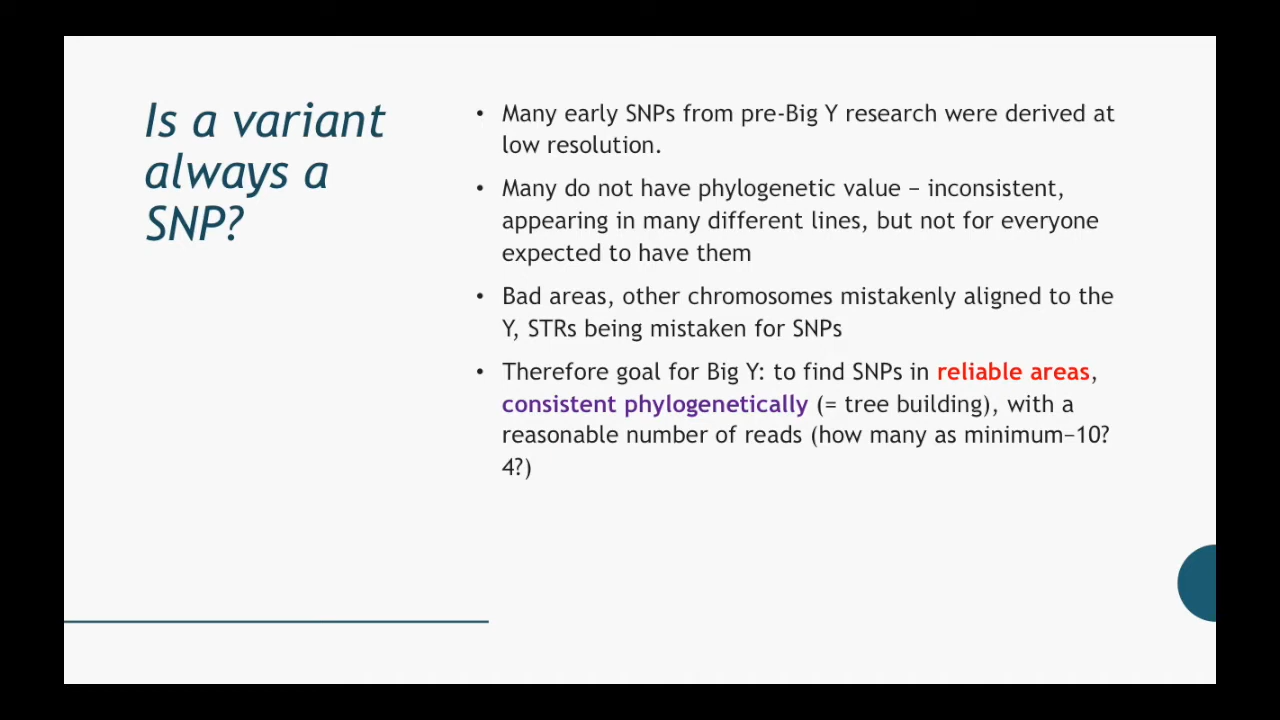 Is a variant
always a
SNP?
• Many early SNPs from pre-Big Y research were derived at
low resolution.
• Many do not have phylogenetic value – inconsistent,
appearing in many different lines, but not for everyone
expected to have them
• Bad areas, other chromosomes mistakenly aligned to the
Y, STRs being mistaken for SNPs
• Therefore goal for Big Y: to find SNPs in reliable areas,
consistent phylogenetically (= tree building), with a
reasonable number of reads (how many as minimum–10?
4?)